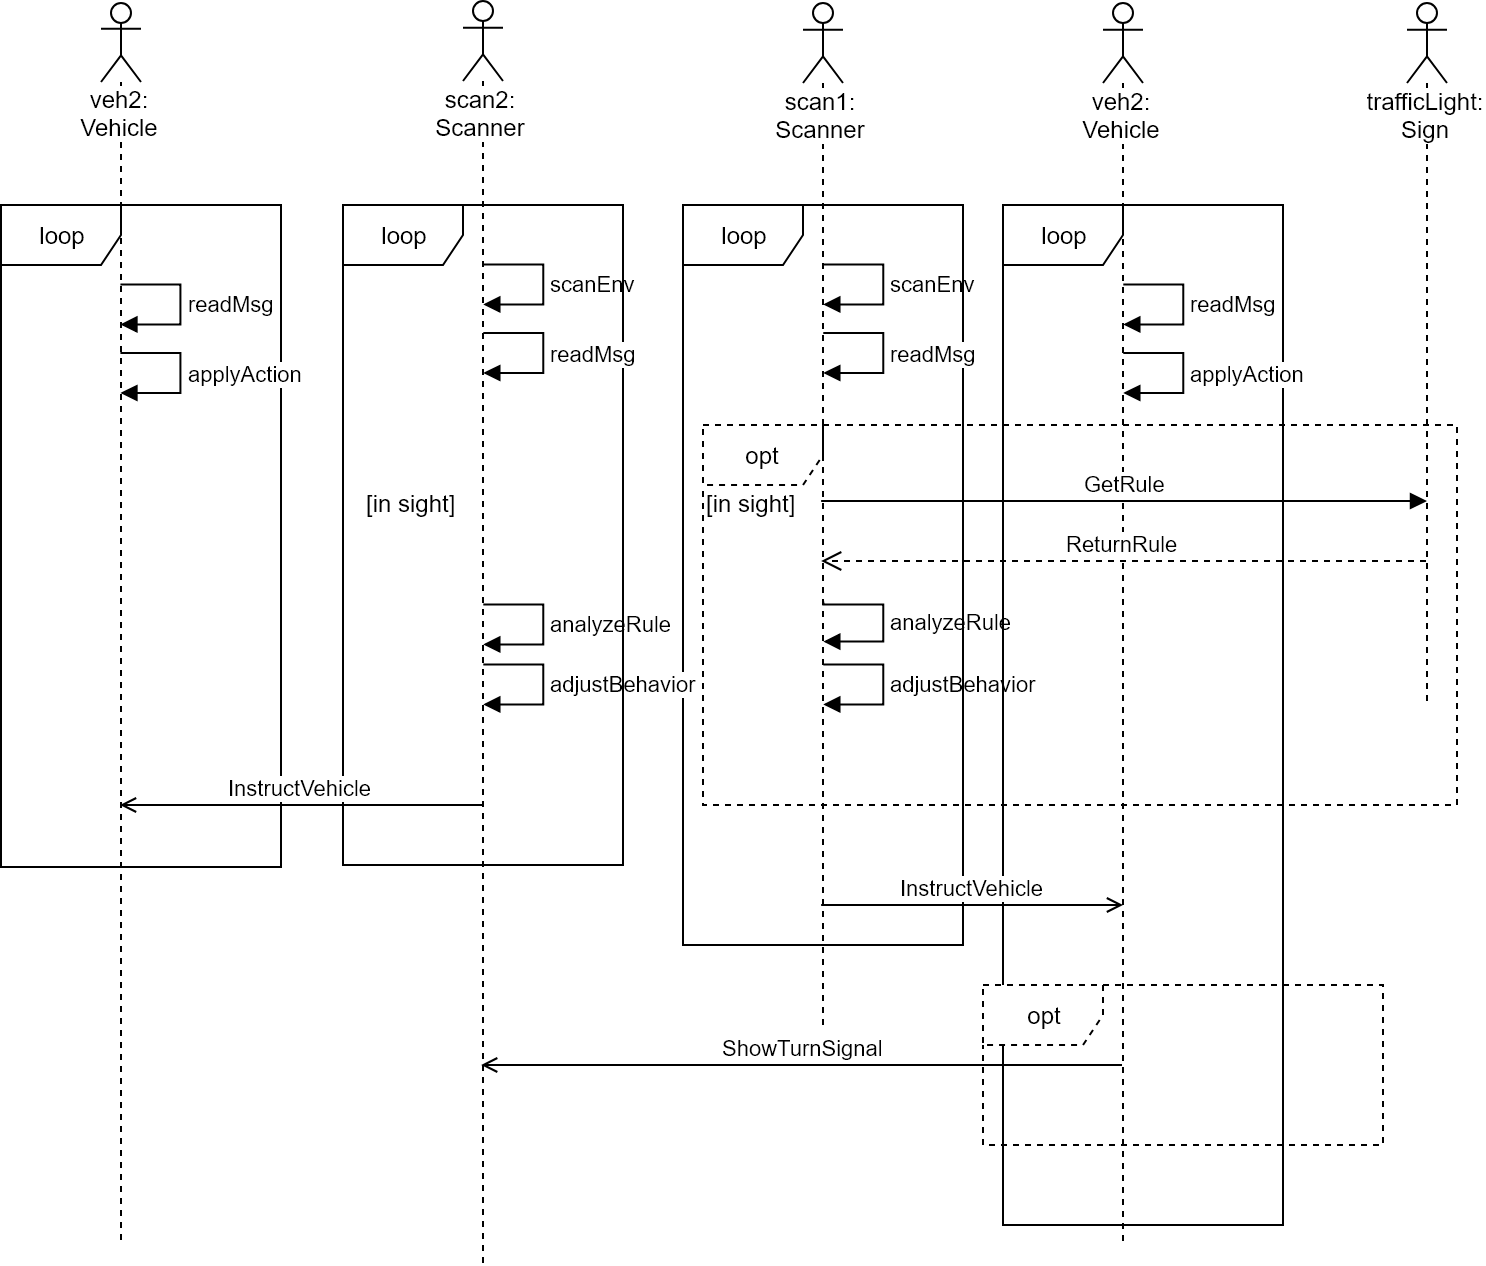 veh2:
Vehicle
scan2:
Scanner
scan1:
Scanner
veh2:
Vehicle
trafficLight:
Sign
loop
loop
loop
loop
scanEnv
scanEnv
readMsg
readMsg
readMsg
readMsg
applyAction
applyAction
opt
GetRule
[in sight]
[in sight]
ReturnRule
analyzeRule
analyzeRule
adjustBehavior
adjustBehavior
InstructVehicle
InstructVehicle
opt
ShowTurnSignal